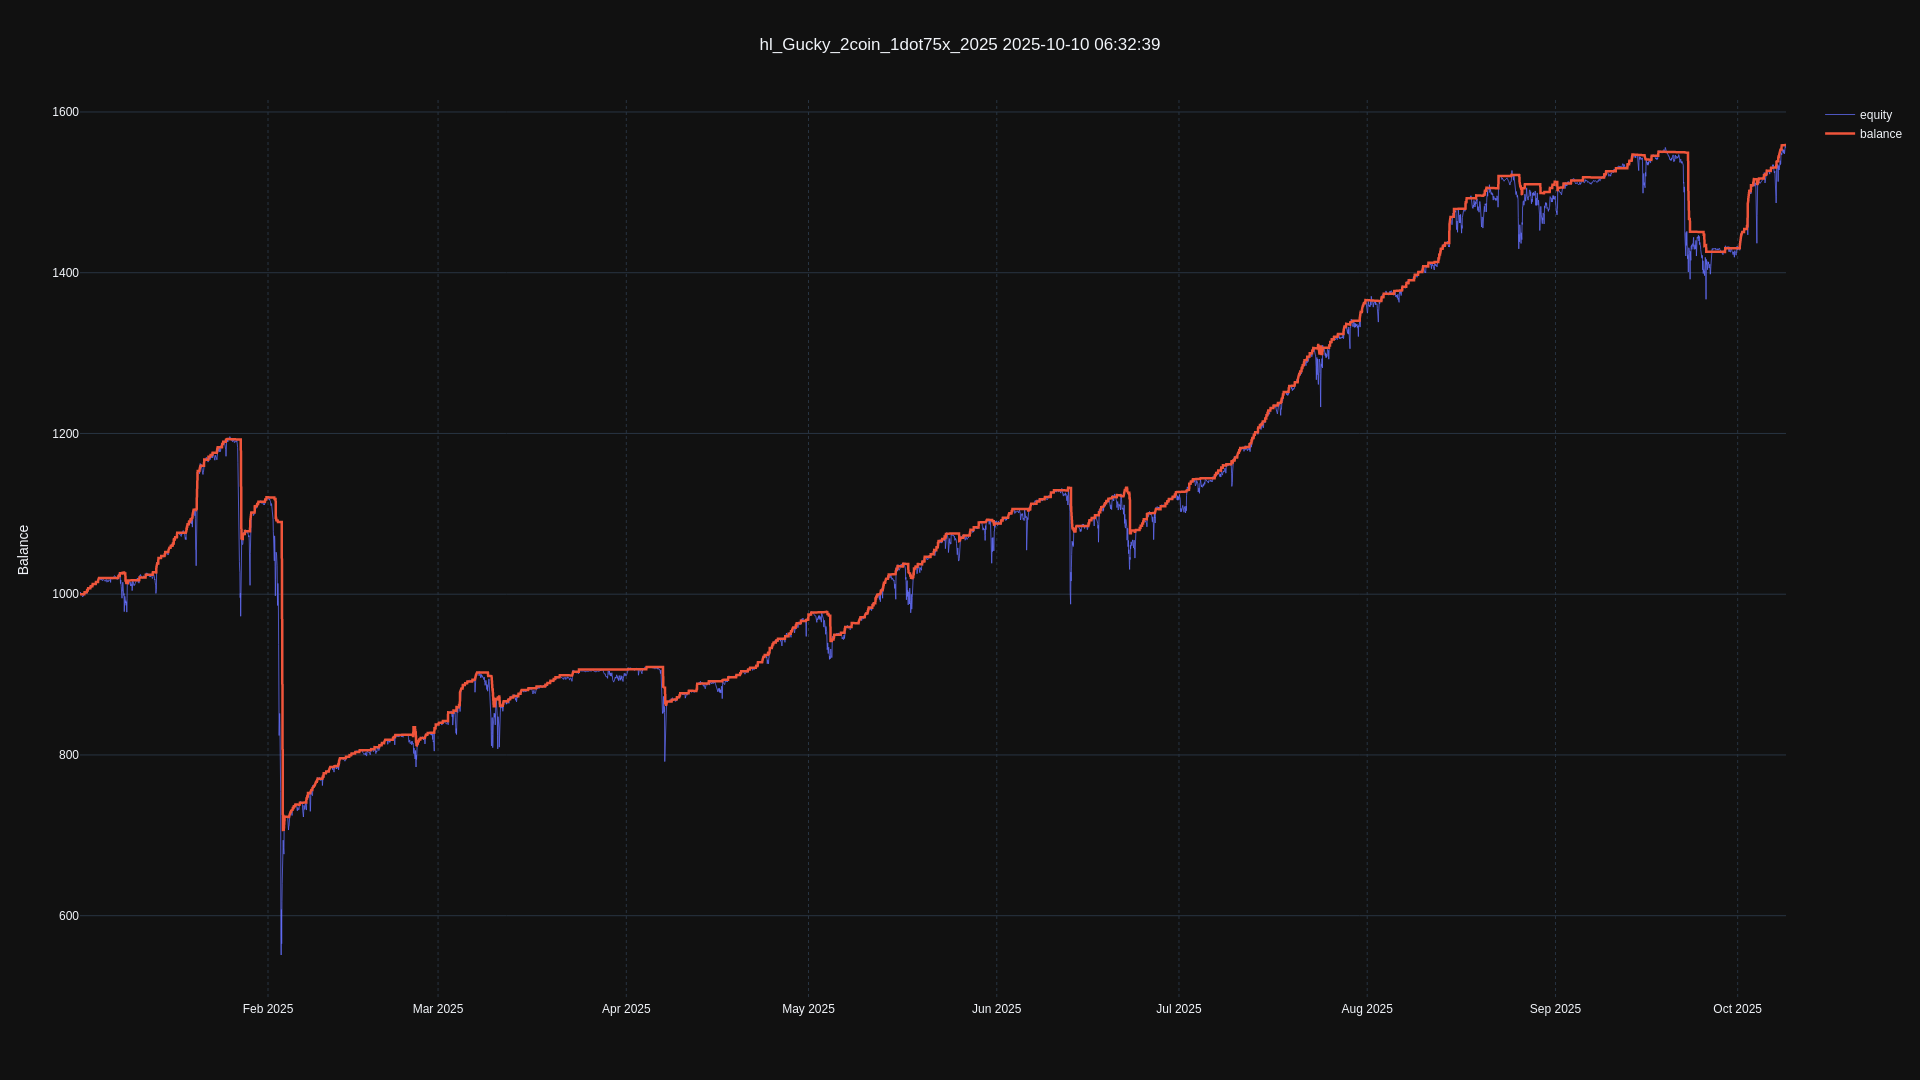 hl_Gucky_2coin_1dot75x_2025 2025-10-10 06:32:39
1600
1400
1200
1000
800
600
Balance
Feb 2025
Mar 2025
Apr 2025
May 2025
Jun 2025
Jul 2025
Aug 2025
Sep 2025
Oct 2025
equity
balance